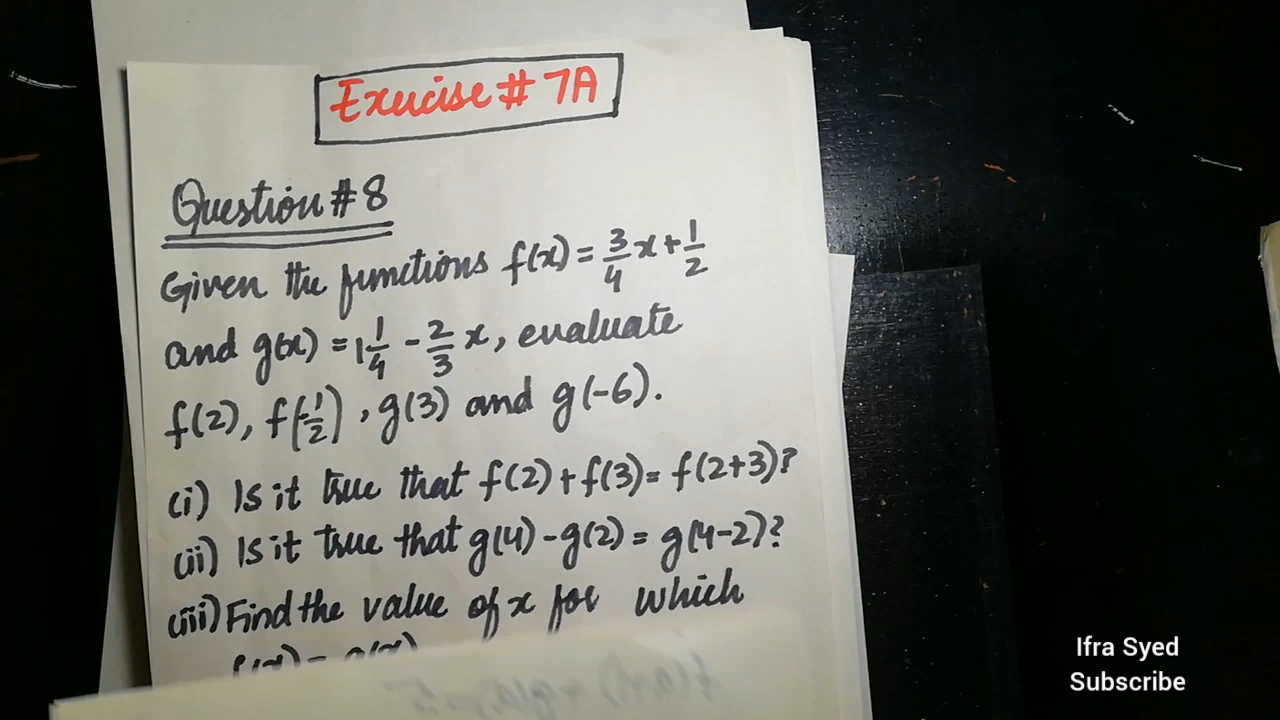 Exercise # 7A
Question # 8
Given the functions f(x) = 3/4 x + 1/2
and g(x) = 1 1/4 - 2/3 x, evaluate
f(2), f(-1/2), g(3) and g(-6).
(i) Is it true that f(2) + f(3) = f(2+3)?
(ii) Is it true that g(4) - g(2) = g(4-2)?
(iii) Find the value of x for which
f(x) = g(x)
Ifra Syed
Subscribe